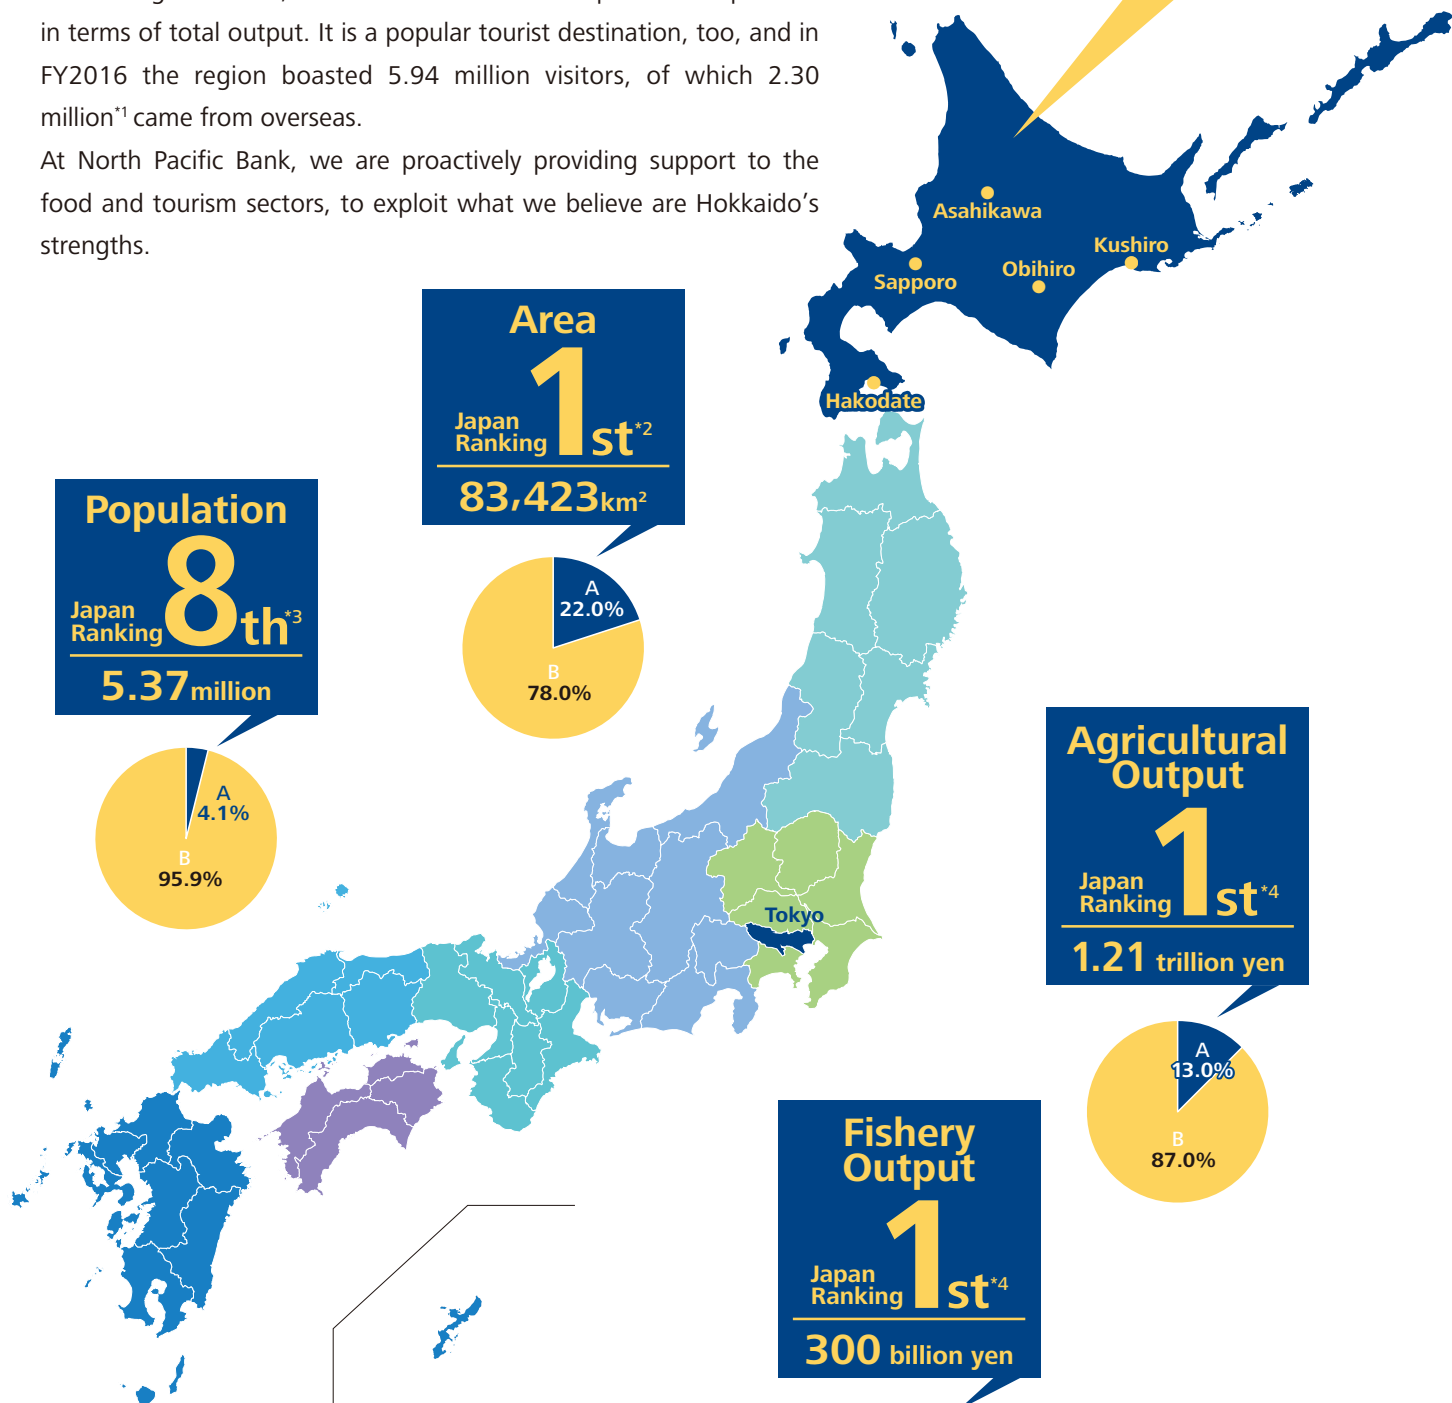 in terms of total output. It is a popular tourist destination, too, and in
FY2016 the region boasted 5.94 million visitors, of which 2.30
million*1 came from overseas.
At North Pacific Bank, we are proactively providing support to the
food and tourism sectors, to exploit what we believe are Hokkaido's
strengths.
Asahikawa
Kushiro
Obihiro
Sapporo
Hakodate
Area
Japan
Ranking
1st*2
83,423km²
A
22.0%
B
78.0%
Population
Japan
Ranking
8th*3
5.37million
A
4.1%
B
95.9%
Agricultural
Output
Japan
Ranking
1st*4
1.21 trillion yen
A
13.0%
B
87.0%
Tokyo
Fishery
Output
Japan
Ranking
1st*4
300 billion yen